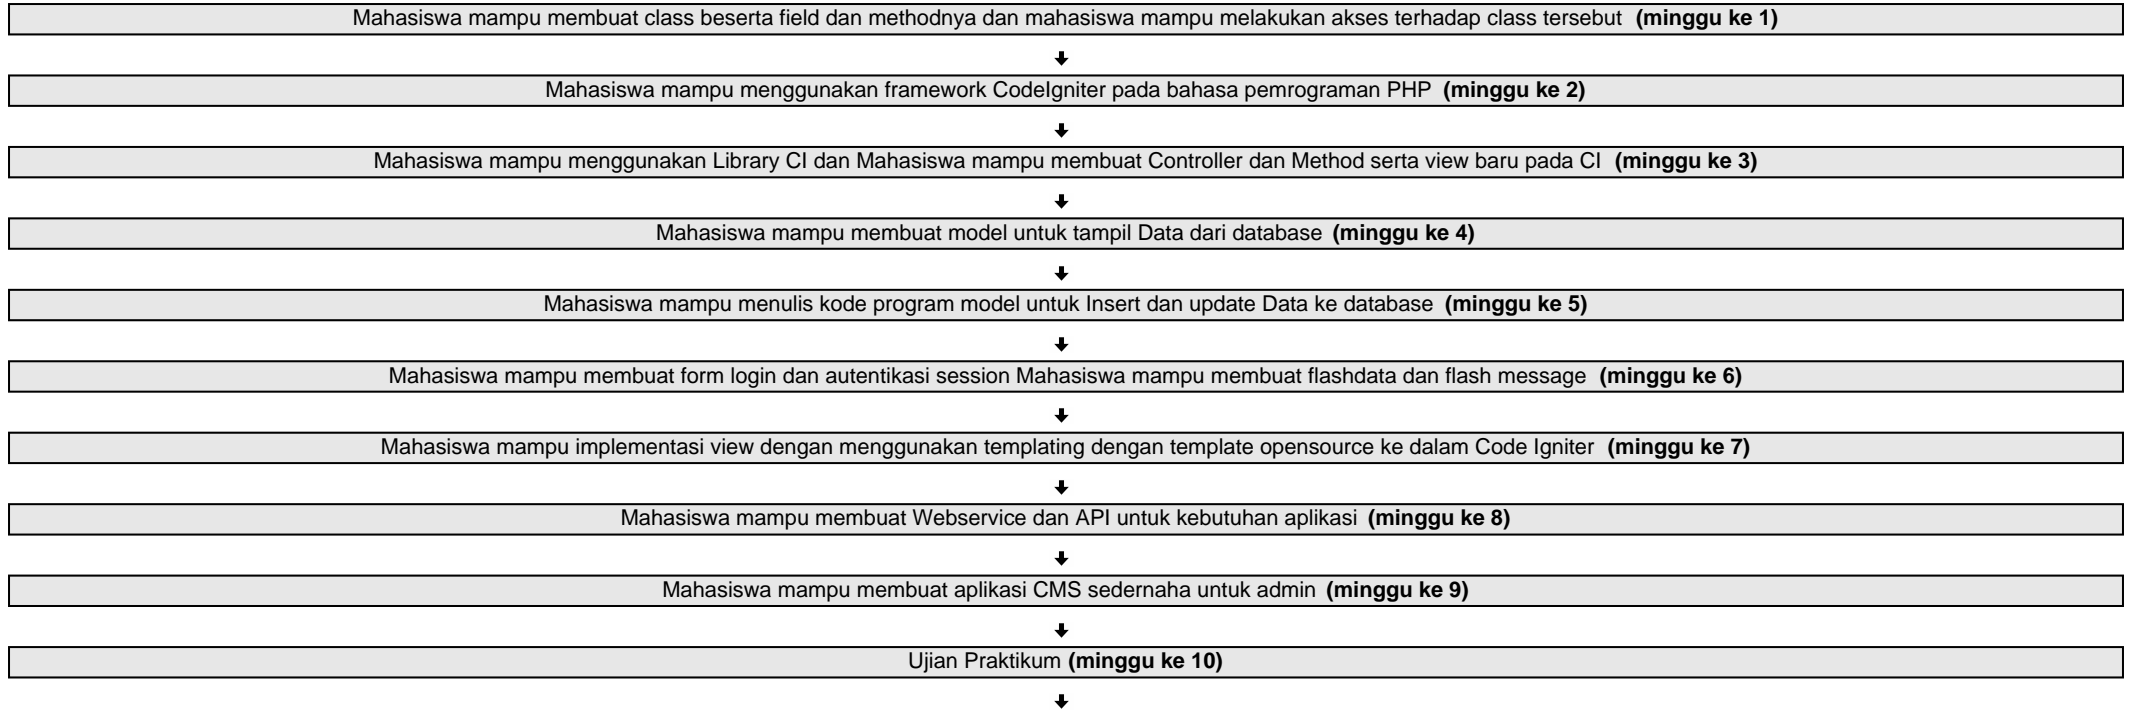 Mahasiswa mampu membuat class beserta field dan methodnya dan mahasiswa mampu melakukan akses terhadap class tersebut (minggu ke 1)
Mahasiswa mampu menggunakan framework CodeIgniter pada bahasa pemrograman PHP (minggu ke 2)
Mahasiswa mampu menggunakan Library CI dan Mahasiswa mampu membuat Controller dan Method serta view baru pada CI (minggu ke 3)
Mahasiswa mampu membuat model untuk tampil Data dari database (minggu ke 4)
Mahasiswa mampu menulis kode program model untuk Insert dan update Data ke database (minggu ke 5)
Mahasiswa mampu membuat form login dan autentikasi session Mahasiswa mampu membuat flashdata dan flash message (minggu ke 6)
Mahasiswa mampu implementasi view dengan menggunakan templating dengan template opensource ke dalam Code Igniter (minggu ke 7)
Mahasiswa mampu membuat Webservice dan API untuk kebutuhan aplikasi (minggu ke 8)
Mahasiswa mampu membuat aplikasi CMS sedernaha untuk admin (minggu ke 9)
Ujian Praktikum (minggu ke 10)